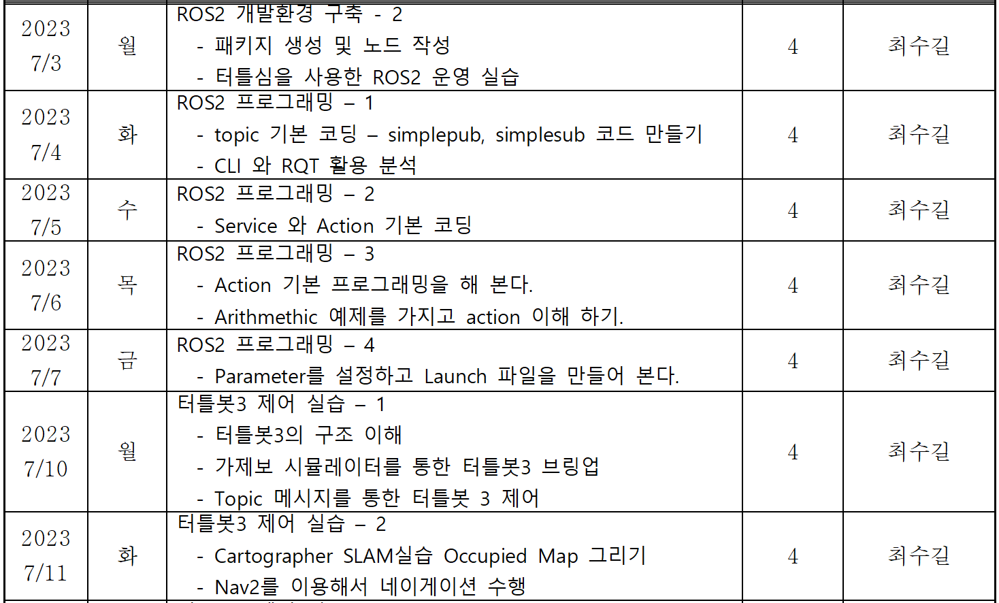 2023
7/3
월
ROS2 개발환경 구축 - 2
- 패키지 생성 및 노드 작성
- 터틀심을 사용한 ROS2 운영 실습
4
최수길
2023
7/4
화
ROS2 프로그래밍 – 1
- topic 기본 코딩 – simplepub, simplesub 코드 만들기
- CLI 와 RQT 활용 분석
4
최수길
2023
7/5
수
ROS2 프로그래밍 – 2
- Service 와 Action 기본 코딩
4
최수길
2023
7/6
목
ROS2 프로그래밍 – 3
- Action 기본 프로그래밍을 해 본다.
- Arithmethic 예제를 가지고 action 이해 하기.
4
최수길
2023
7/7
금
ROS2 프로그래밍 – 4
- Parameter를 설정하고 Launch 파일을 만들어 본다.
4
최수길
2023
7/10
월
터틀봇3 제어 실습 – 1
- 터틀봇3의 구조 이해
- 가제보 시뮬레이터를 통한 터틀봇3 브링업
- Topic 메시지를 통한 터틀봇 3 제어
4
최수길
2023
7/11
화
터틀봇3 제어 실습 – 2
- Cartographer SLAM실습 Occupied Map 그리기
- Nav2를 이용해서 네이게이션 수행
4
최수길